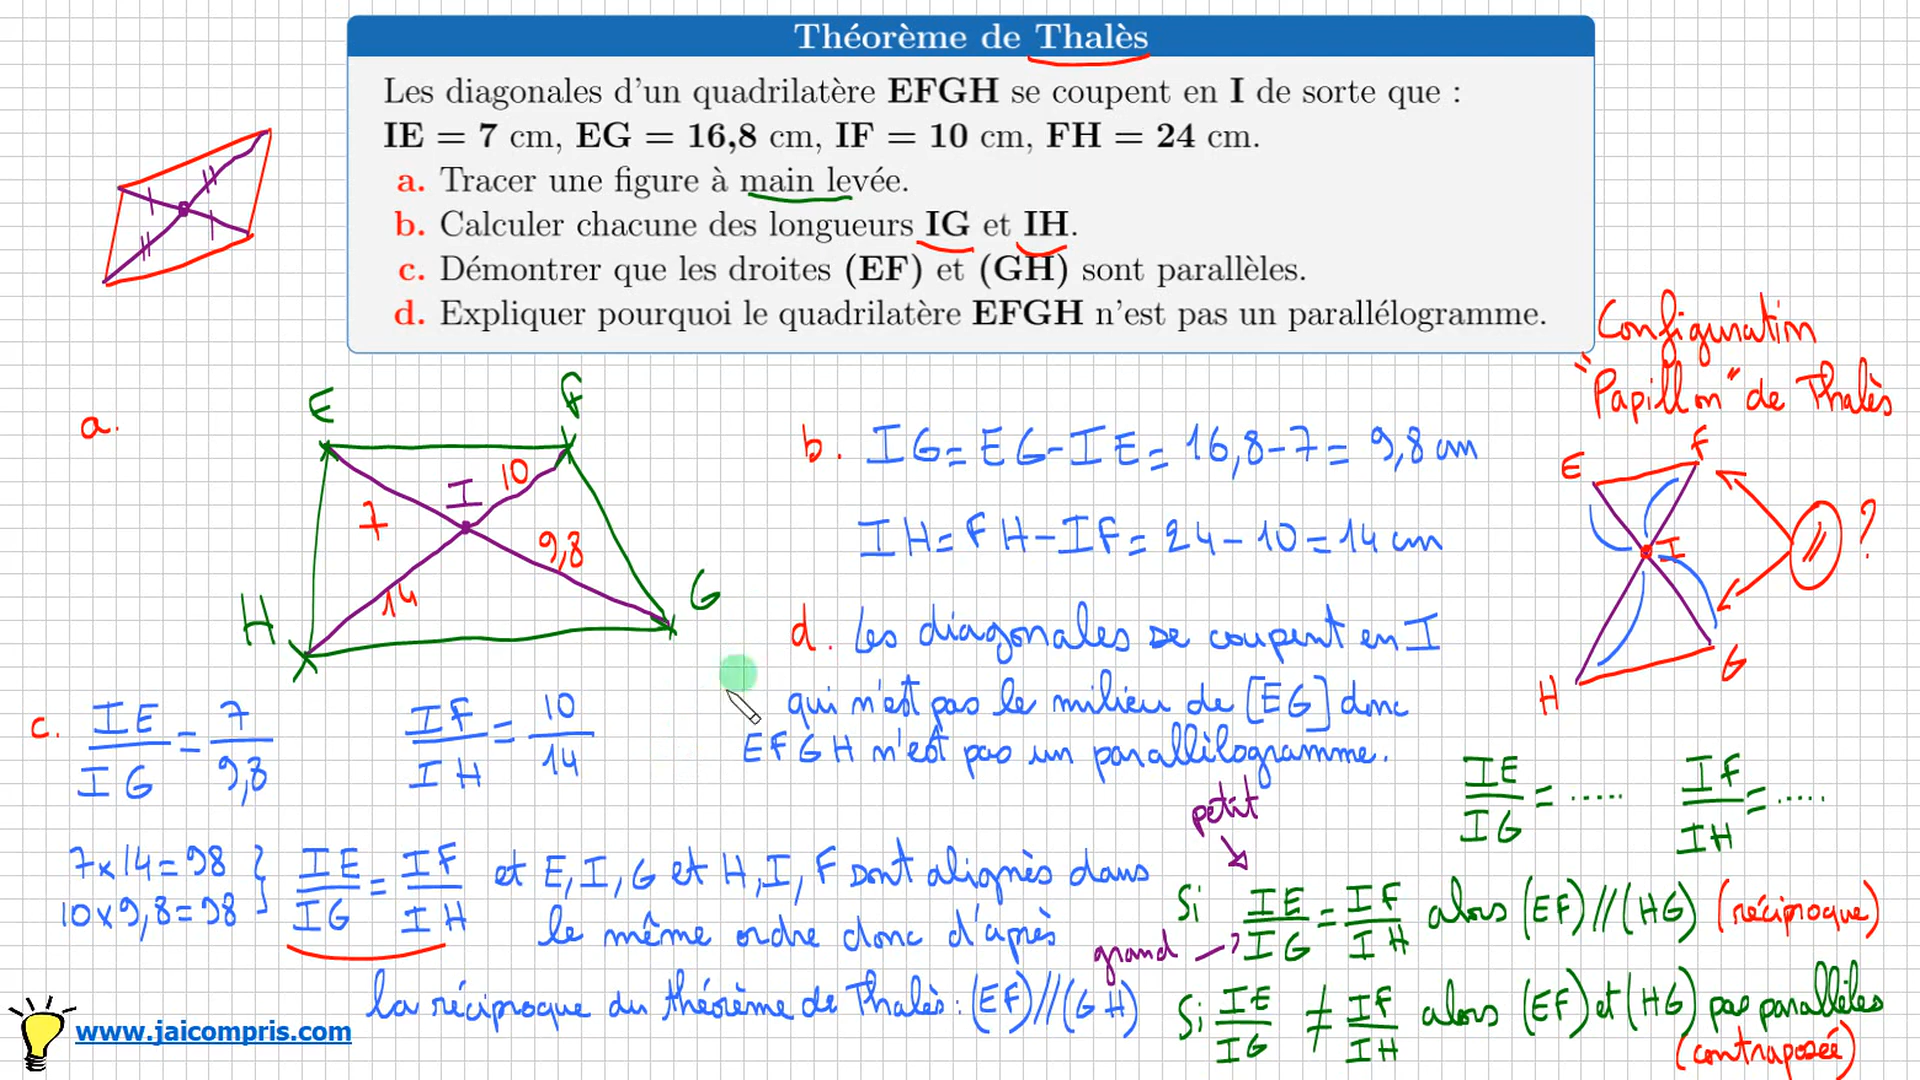 Théorème de Thalès
Les diagonales d'un quadrilatère EFGH se coupent en I de sorte que :
IE = 7 cm, EG = 16,8 cm, IF = 10 cm, FH = 24 cm.
a. Tracer une figure à main levée.
b. Calculer chacune des longueurs IG et IH.
c. Démontrer que les droites (EF) et (GH) sont parallèles.
d. Expliquer pourquoi le quadrilatère EFGH n'est pas un parallélogramme.
Configuration
"Papillon" de Thalès
a.
E F
I 10
7
9,8
14
H G
b. IG = EG - IE = 16,8 - 7 = 9,8 cm
IH = FH - IF = 24 - 10 = 14 cm
E F
I
// ?
H G
d. Les diagonales se coupent en I
qui n'est pas le milieu de [EG] donc
EFGH n'est pas un parallélogramme.
c. IE/IG = 7/9,8 IF/IH = 10/14
7 x 14 = 98
10 x 9,8 = 98 } IE/IG = IF/IH et E, I, G et H, I, F sont alignés dans
le même ordre donc d'après
la réciproque du théorème de Thalès : (EF)//(GH)
IE/IG = ..... IF/IH = .....
petit
grand
Si IE/IG = IF/IH alors (EF)//(HG) (réciproque)
Si IE/IG ≠ IF/IH alors (EF) et (HG) pas parallèles
(contraposée)
www.jaicompris.com